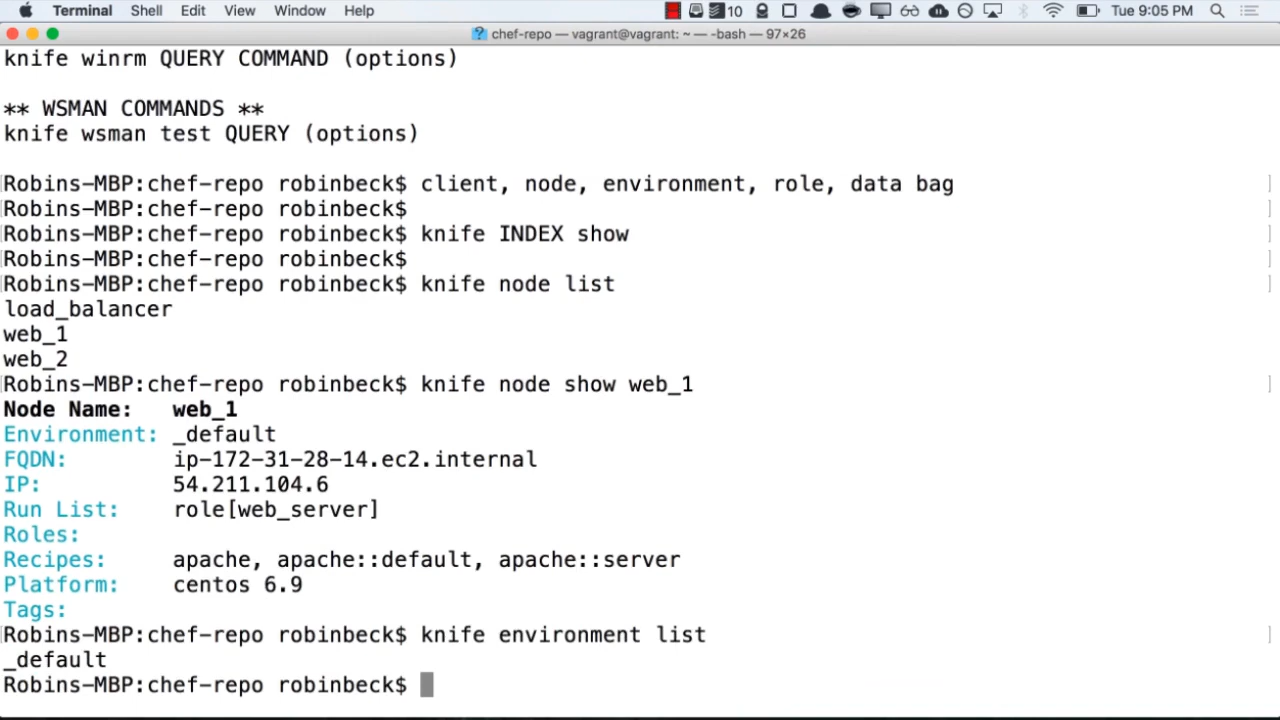 Terminal Shell Edit View Window Help 10 Tue 9:05 PM
chef-repo — vagrant@vagrant: ~ — -bash — 97×26
knife winrm QUERY COMMAND (options)
** WSMAN COMMANDS **
knife wsman test QUERY (options)
Robins-MBP:chef-repo robinbeck$ client, node, environment, role, data bag
Robins-MBP:chef-repo robinbeck$
Robins-MBP:chef-repo robinbeck$ knife INDEX show
Robins-MBP:chef-repo robinbeck$
Robins-MBP:chef-repo robinbeck$ knife node list
load_balancer
web_1
web_2
Robins-MBP:chef-repo robinbeck$ knife node show web_1
Node Name: web_1
Environment: _default
FQDN: ip-172-31-28-14.ec2.internal
IP: 54.211.104.6
Run List: role[web_server]
Roles:
Recipes: apache, apache::default, apache::server
Platform: centos 6.9
Tags:
Robins-MBP:chef-repo robinbeck$ knife environment list
_default
Robins-MBP:chef-repo robinbeck$